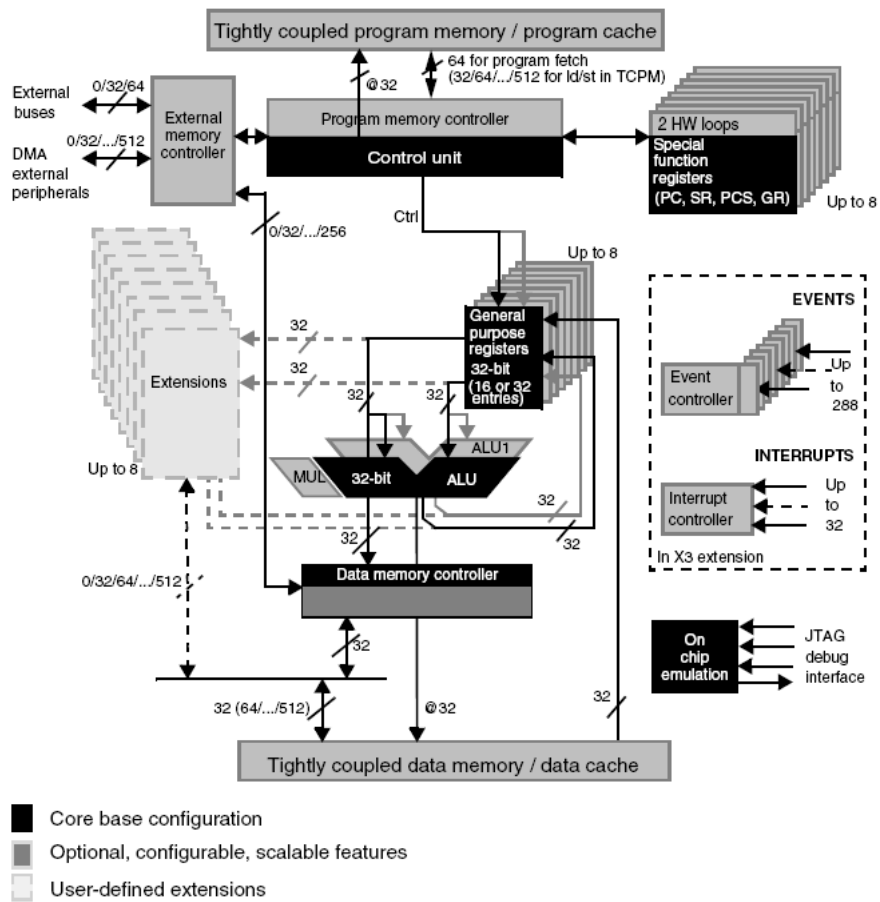 Tightly coupled program memory / program cache
64 for program fetch
(32/64/.../512 for ld/st in TCPM)
@32
0/32/64
External
buses
External
memory
controller
0/32/.../512
DMA
external
peripherals
Program memory controller
Control unit
2 HW loops
Special
function
registers
(PC, SR, PCS, GR)
Up to 8
0/32/.../256
Ctrl
Up to 8
General
purpose
registers
32-bit
(16 or 32
entries)
32
32
Extensions
Up to 8
32
32
ALU1
MUL
32-bit
ALU
EVENTS
Event
controller
Up
to
288
INTERRUPTS
Interrupt
controller
Up
to
32
In X3 extension
32
32
32
Data memory controller
0/32/64/.../512
32
32 (64/.../512)
@32
32
On
chip
emulation
JTAG
debug
interface
Tightly coupled data memory / data cache
Core base configuration
Optional, configurable, scalable features
User-defined extensions